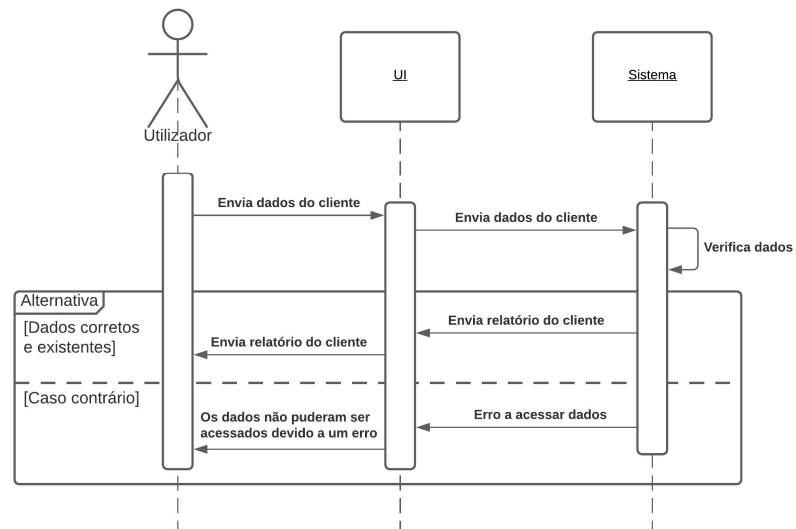 Utilizador
UI
Sistema
Envia dados do cliente
Envia dados do cliente
Verifica dados
Alternativa
[Dados corretos
e existentes]
Envia relatório do cliente
Envia relatório do cliente
[Caso contrário]
Erro a acessar dados
Os dados não puderam ser
acessados devido a um erro